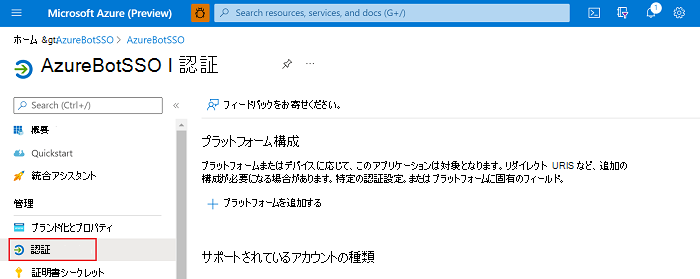 Microsoft Azure (Preview)
Search resources, services, and docs (G+/)
1
ホーム &gtAzureBotSSO > AzureBotSSO
AzureBotSSO | 認証
Search (Ctrl+/)
フィードバックをお寄せください。
概要
Quickstart
統合アシスタント
管理
ブランド化とプロパティ
認証
証明書シークレット
プラットフォーム構成
プラットフォームまたはデバイスに応じて、このアプリケーションは対象となります。リダイレクト URIS など、追加の
構成が必要になる場合があります。特定の認証設定。またはプラットフォームに固有のフィールド。
プラットフォームを追加する
サポートされているアカウントの種類